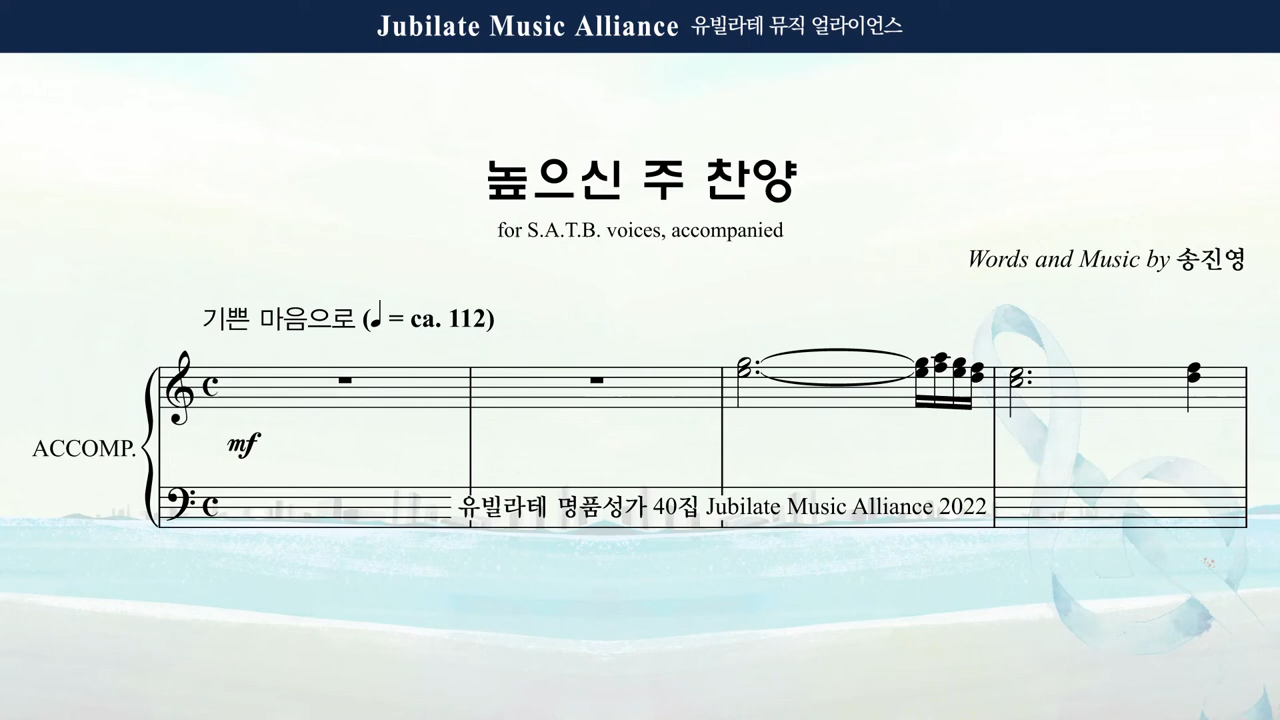 Jubilate Music Alliance 유빌라테 뮤직 얼라이언스
높으신 주 찬양
for S.A.T.B. voices, accompanied
Words and Music by 송진영
기쁜 마음으로 (♩ = ca. 112)
mf
ACCOMP.
유빌라테 명품성가 40집 Jubilate Music Alliance 2022